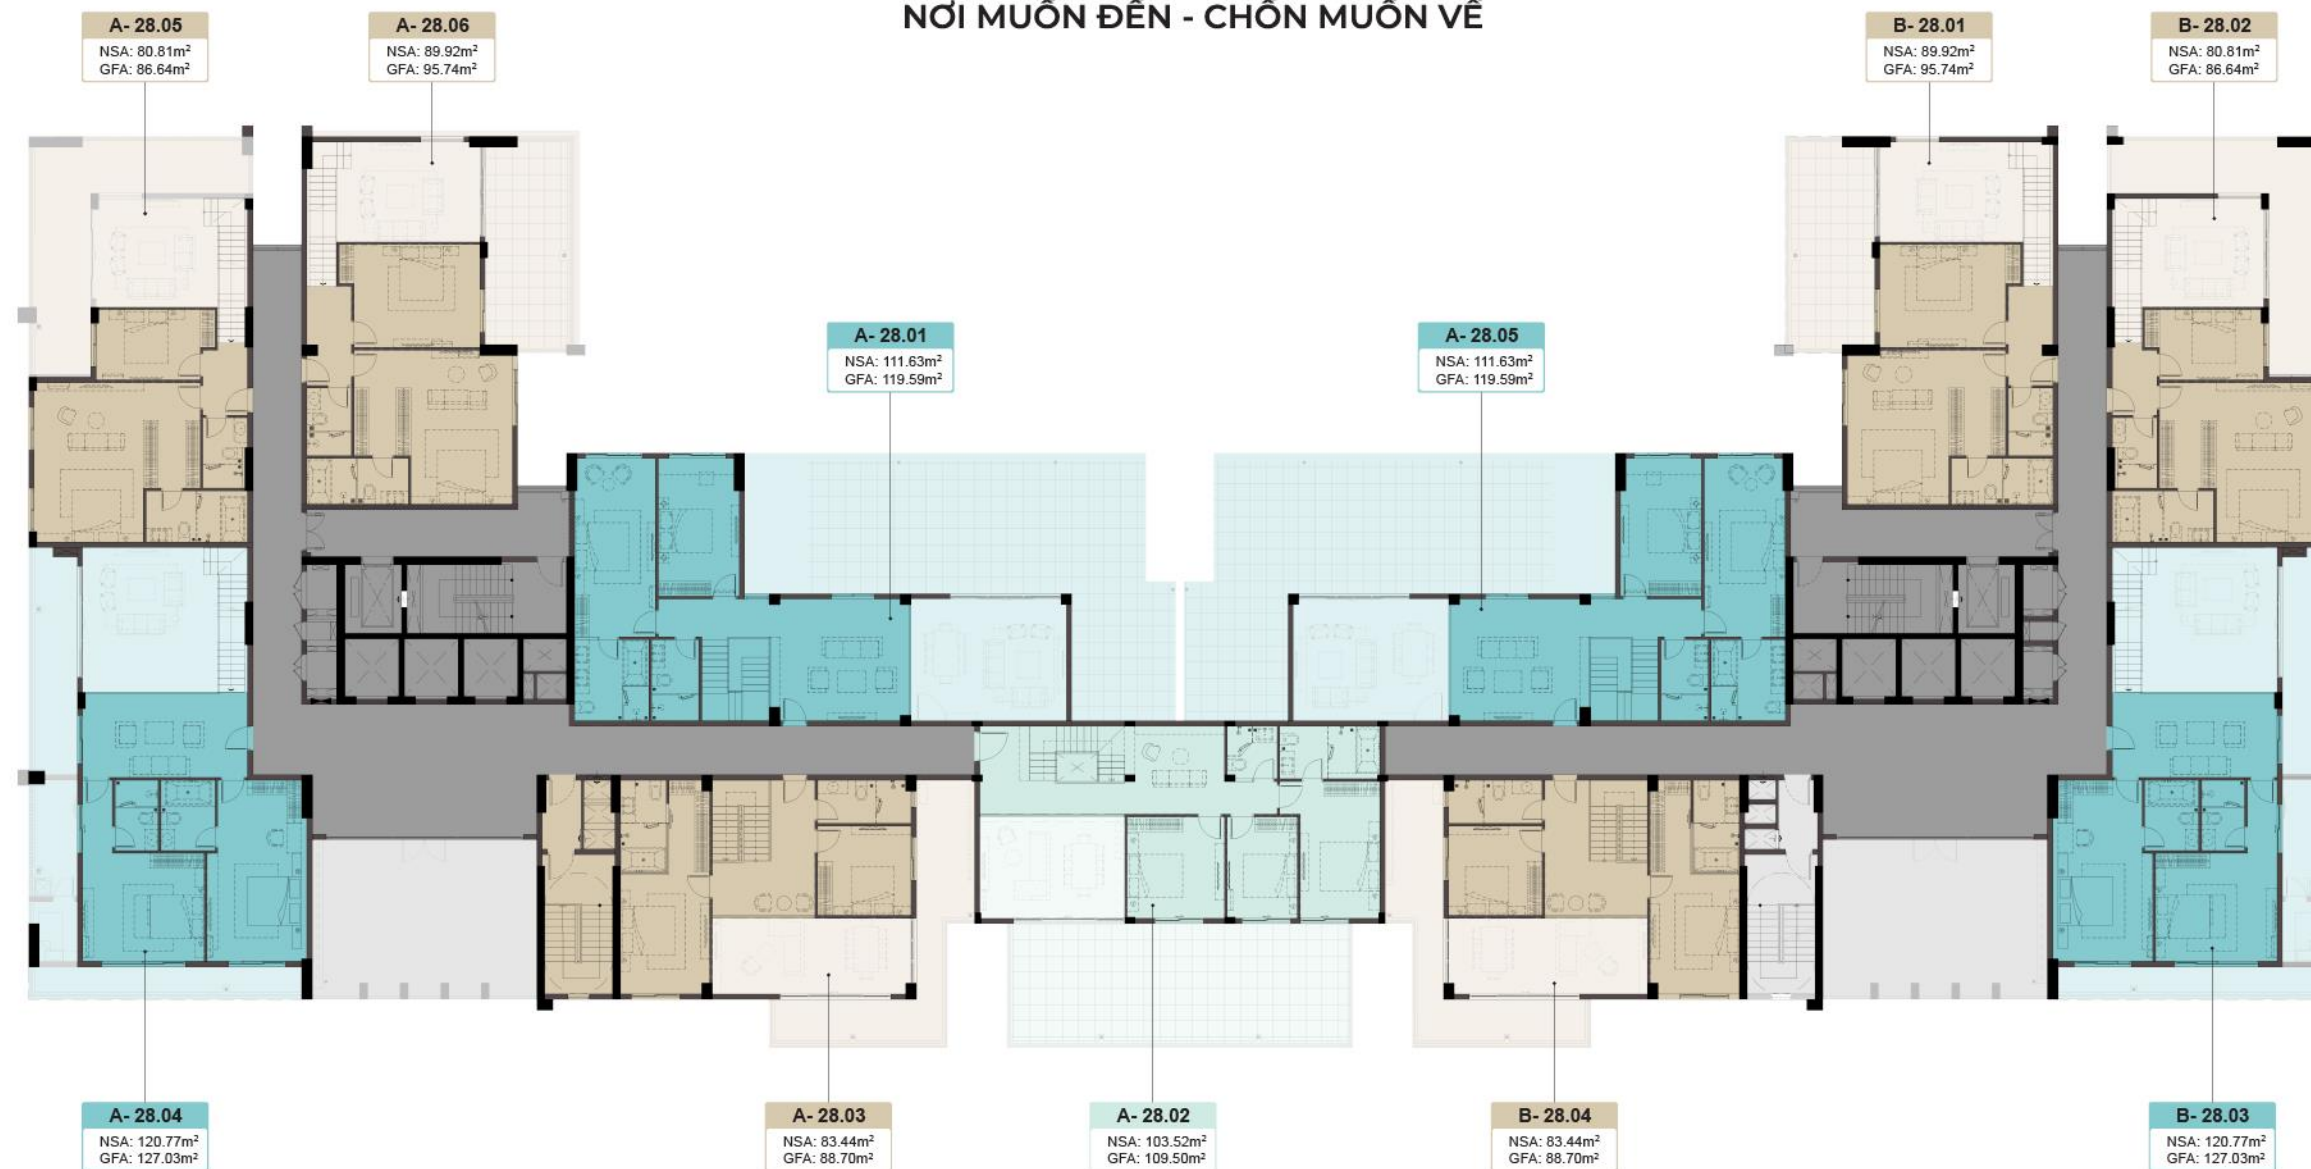 NƠI MUỐN ĐẾN - CHỐN MUỐN VỀ
A- 28.05
NSA: 80.81m²
GFA: 86.64m²
A- 28.06
NSA: 89.92m²
GFA: 95.74m²
B- 28.01
NSA: 89.92m²
GFA: 95.74m²
B- 28.02
NSA: 80.81m²
GFA: 86.64m²
A- 28.01
NSA: 111.63m²
GFA: 119.59m²
A- 28.05
NSA: 111.63m²
GFA: 119.59m²
A- 28.04
NSA: 120.77m²
GFA: 127.03m²
A- 28.03
NSA: 83.44m²
GFA: 88.70m²
A- 28.02
NSA: 103.52m²
GFA: 109.50m²
B- 28.04
NSA: 83.44m²
GFA: 88.70m²
B- 28.03
NSA: 120.77m²
GFA: 127.03m²